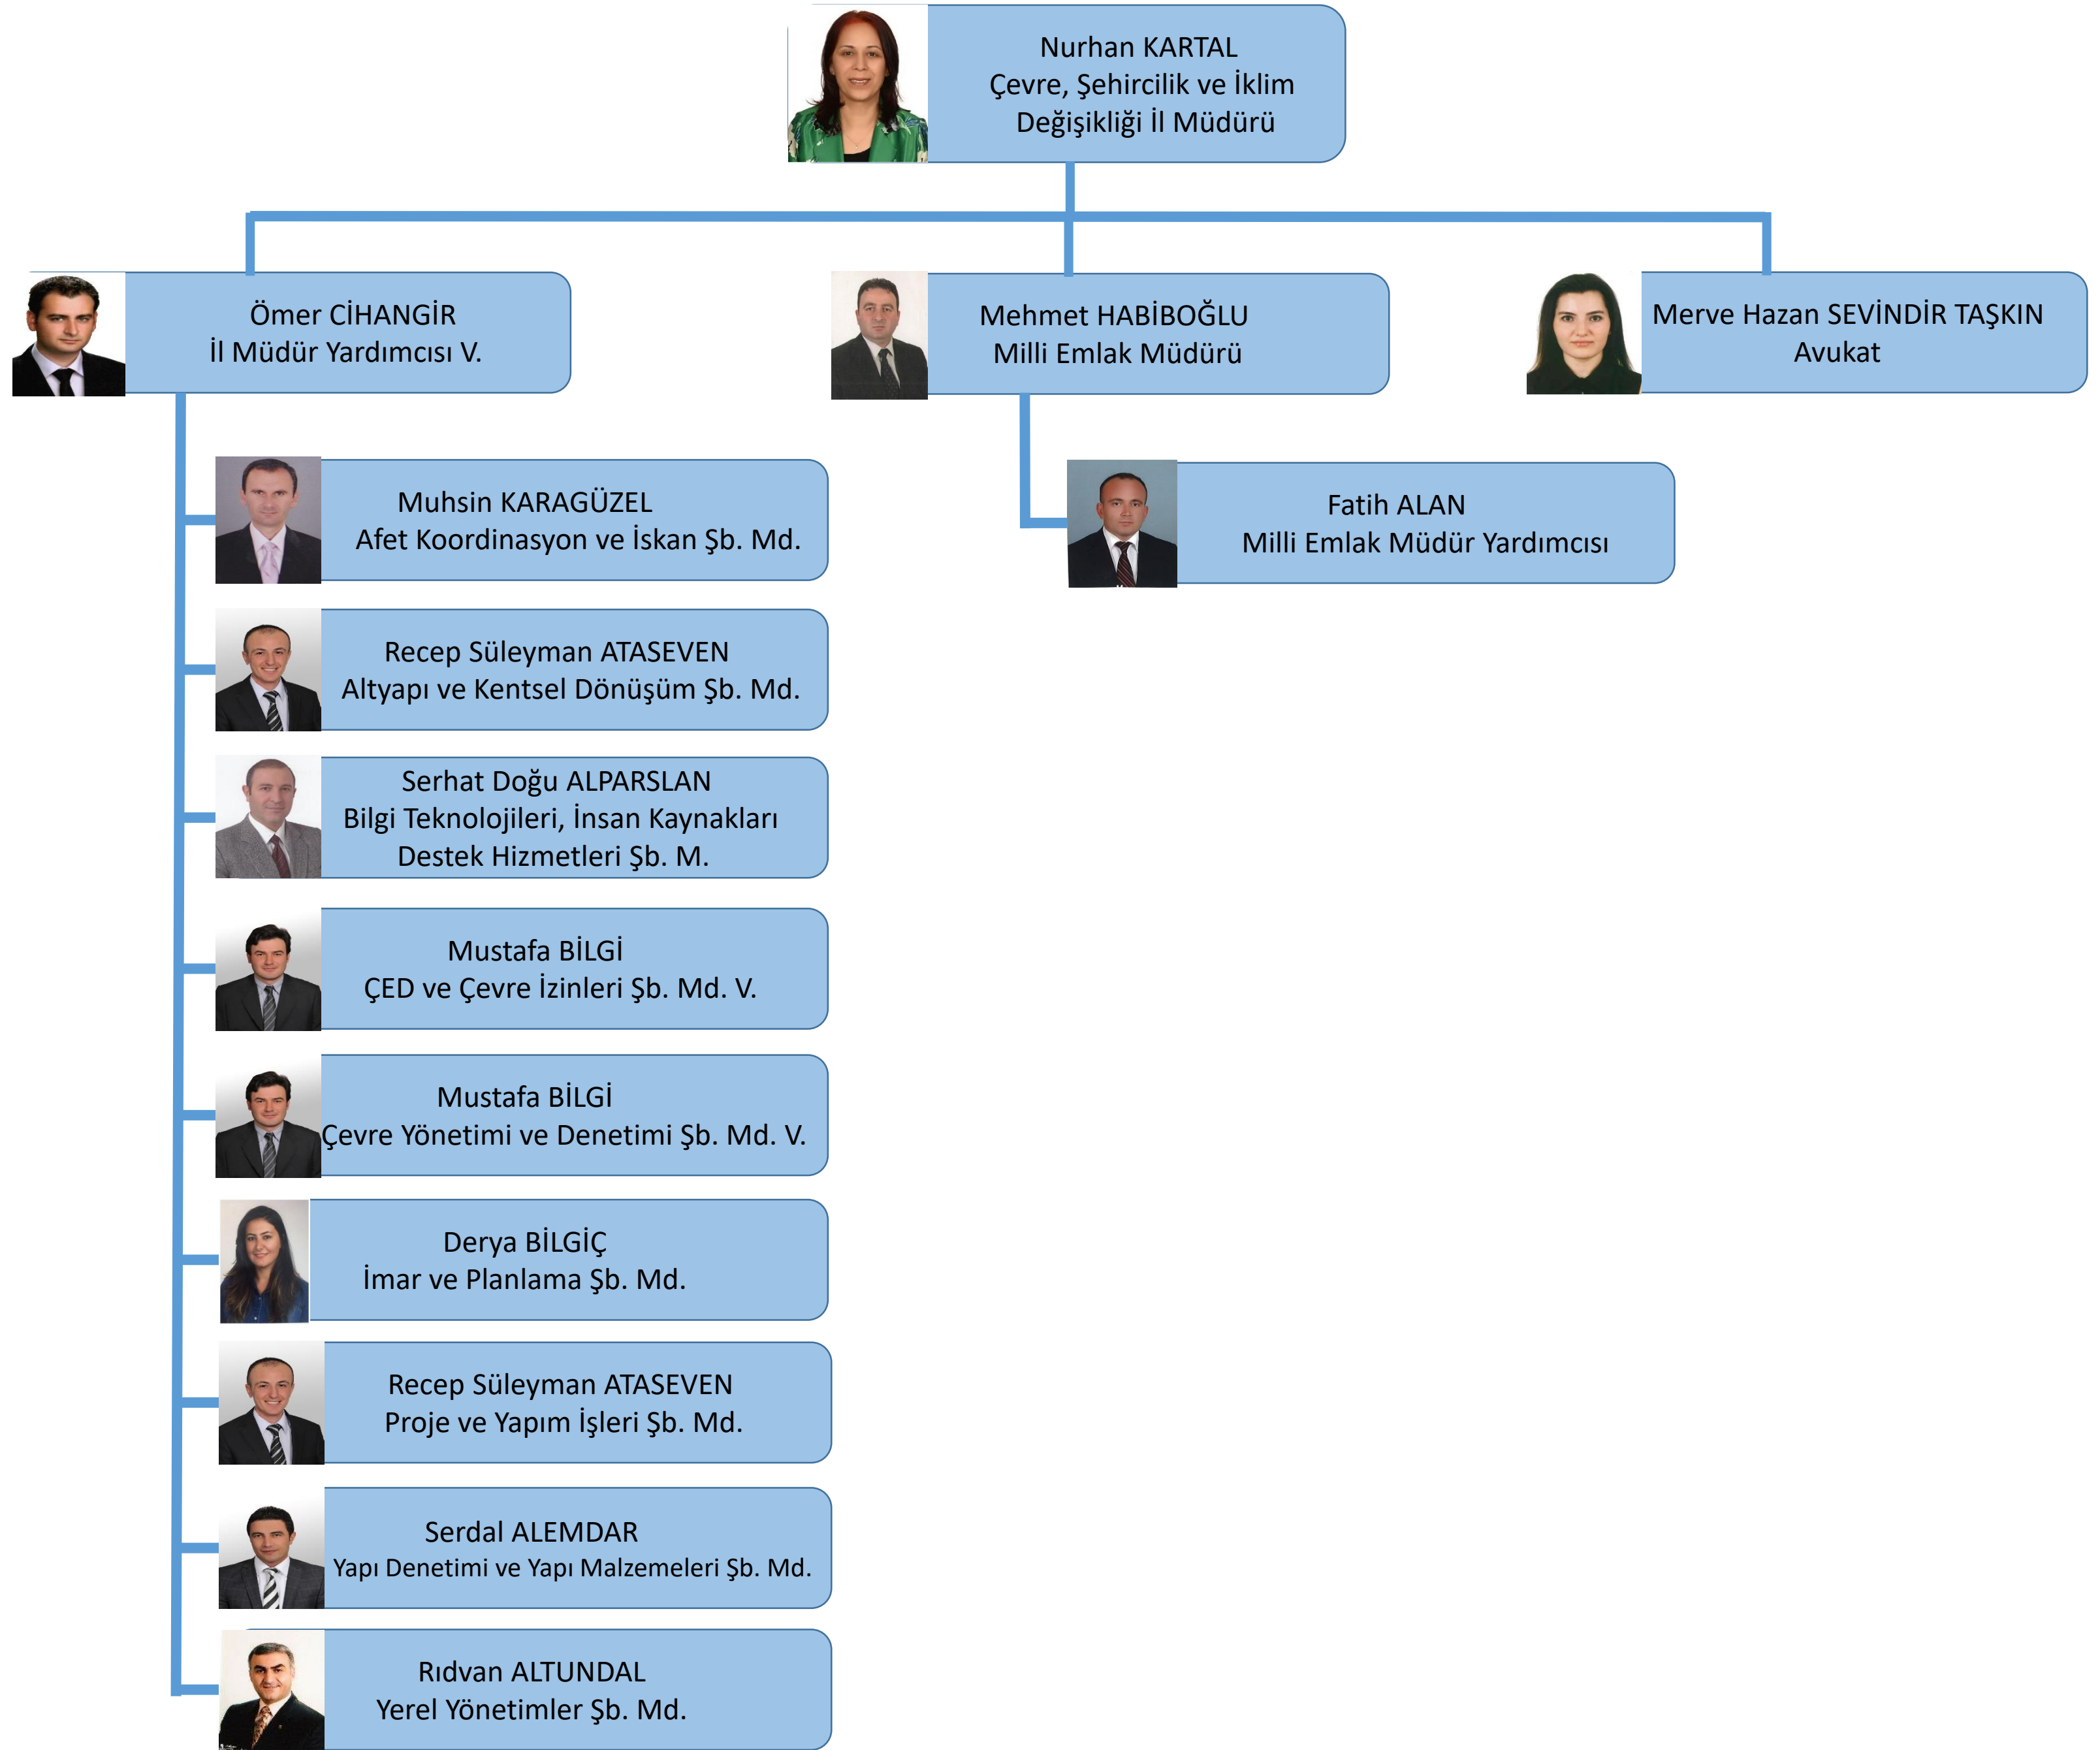 Nurhan KARTAL
Çevre, Şehircilik ve İklim
Değişikliği İl Müdürü
Ömer CİHANGİR
İl Müdür Yardımcısı V.
Mehmet HABİBOĞLU
Milli Emlak Müdürü
Merve Hazan SEVİNDİR TAŞKIN
Avukat
Muhsin KARAGÜZEL
Afet Koordinasyon ve İskan Şb. Md.
Fatih ALAN
Milli Emlak Müdür Yardımcısı
Recep Süleyman ATASEVEN
Altyapı ve Kentsel Dönüşüm Şb. Md.
Serhat Doğu ALPARSLAN
Bilgi Teknolojileri, İnsan Kaynakları
Destek Hizmetleri Şb. M.
Mustafa BİLGİ
ÇED ve Çevre İzinleri Şb. Md. V.
Mustafa BİLGİ
Çevre Yönetimi ve Denetimi Şb. Md. V.
Derya BİLGİÇ
İmar ve Planlama Şb. Md.
Recep Süleyman ATASEVEN
Proje ve Yapım İşleri Şb. Md.
Serdal ALEMDAR
Yapı Denetimi ve Yapı Malzemeleri Şb. Md.
Rıdvan ALTUNDAL
Yerel Yönetimler Şb. Md.